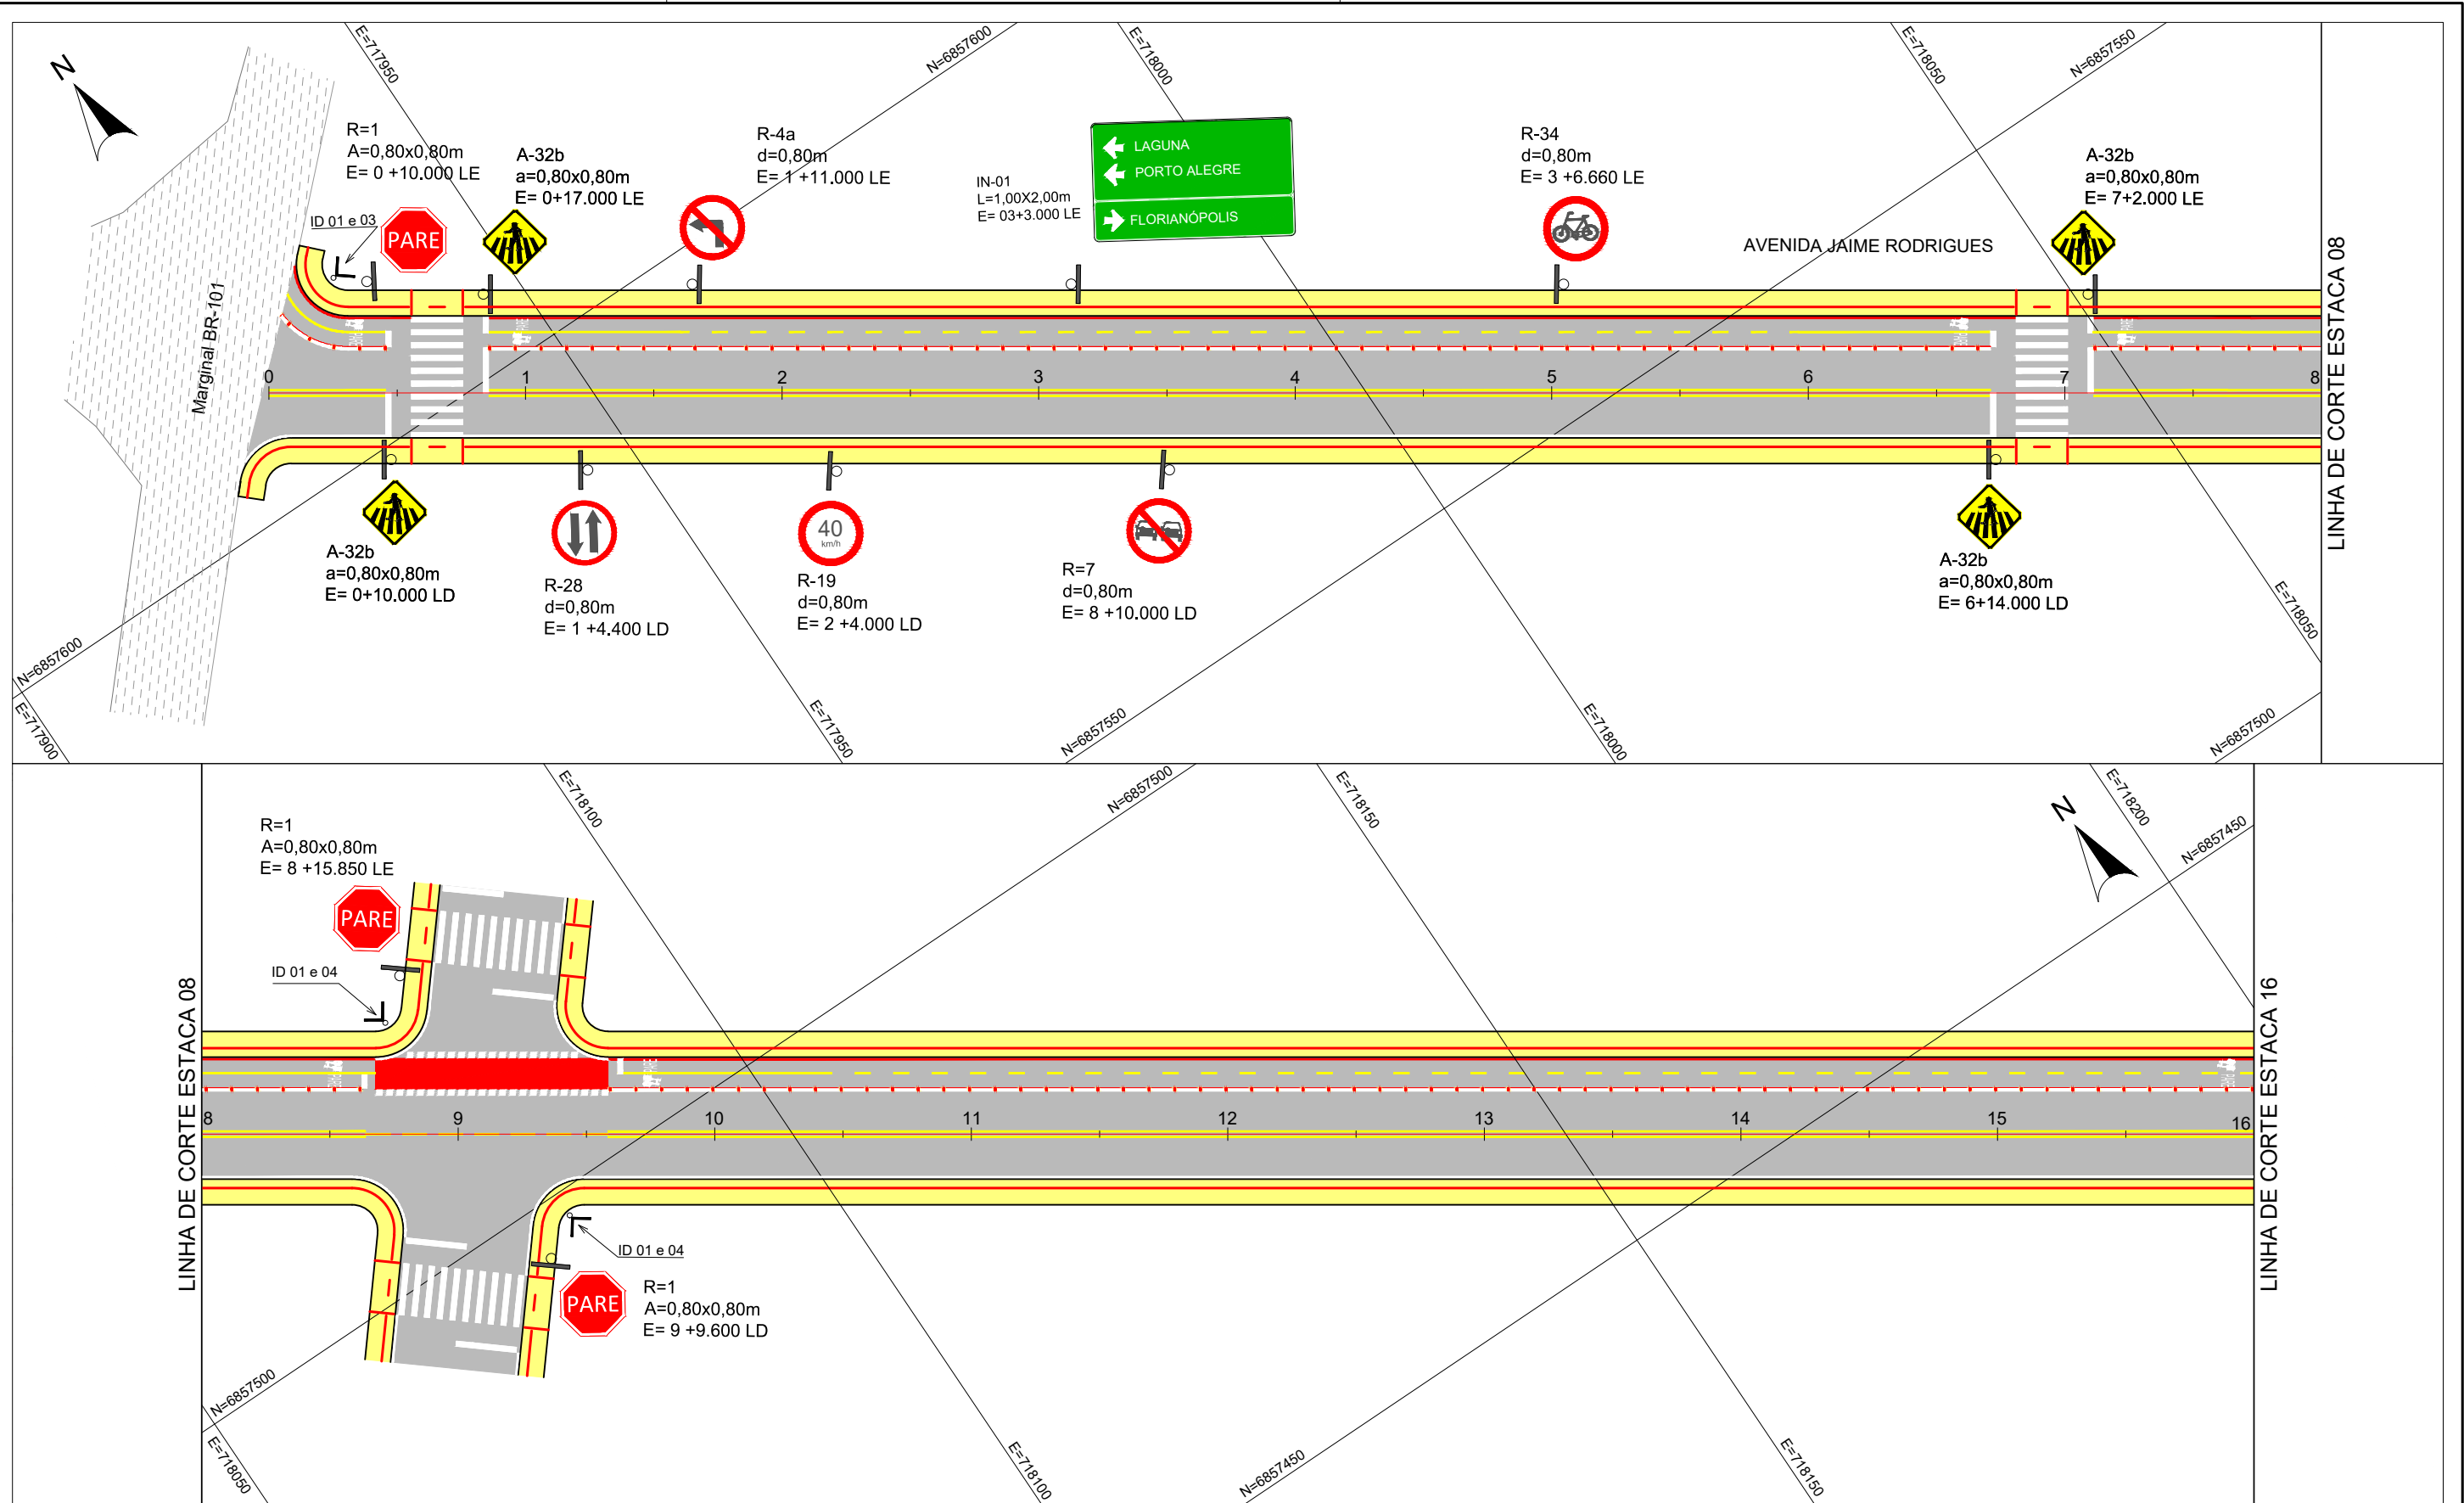 N
E=717950
N=6857600
E=718000
E=718050
N=6857550
R=1
A=0,80x0,80m
E= 0 +10.000 LE
ID 01 e 03
PARE
A-32b
a=0,80x0,80m
E= 0+17.000 LE
R-4a
d=0,80m
E= 1 +11.000 LE
IN-01
L=1,00X2,00m
E= 03+3.000 LE
LAGUNA
PORTO ALEGRE
FLORIANÓPOLIS
R-34
d=0,80m
E= 3 +6.660 LE
AVENIDA JAIME RODRIGUES
A-32b
a=0,80x0,80m
E= 7+2.000 LE
Marginal BR-101
PARE
PARE
PARE
PARE
0
1
2
3
4
5
6
7
8
LINHA DE CORTE ESTACA 08
A-32b
a=0,80x0,80m
E= 0+10.000 LD
R-28
d=0,80m
E= 1 +4.400 LD
40
km/h
R-19
d=0,80m
E= 2 +4.000 LD
R=7
d=0,80m
E= 8 +10.000 LD
A-32b
a=0,80x0,80m
E= 6+14.000 LD
N=6857600
E=717900
E=717950
N=6857550
E=718000
N=6857500
E=718050
E=718100
N=6857500
E=718150
N
E=718200
N=6857450
R=1
A=0,80x0,80m
E= 8 +15.850 LE
PARE
ID 01 e 04
LINHA DE CORTE ESTACA 08
PARE
PARE
PARE
8
9
10
11
12
13
14
15
16
LINHA DE CORTE ESTACA 16
ID 01 e 04
PARE
R=1
A=0,80x0,80m
E= 9 +9.600 LD
N=6857500
E=718050
E=718100
N=6857450
E=718150